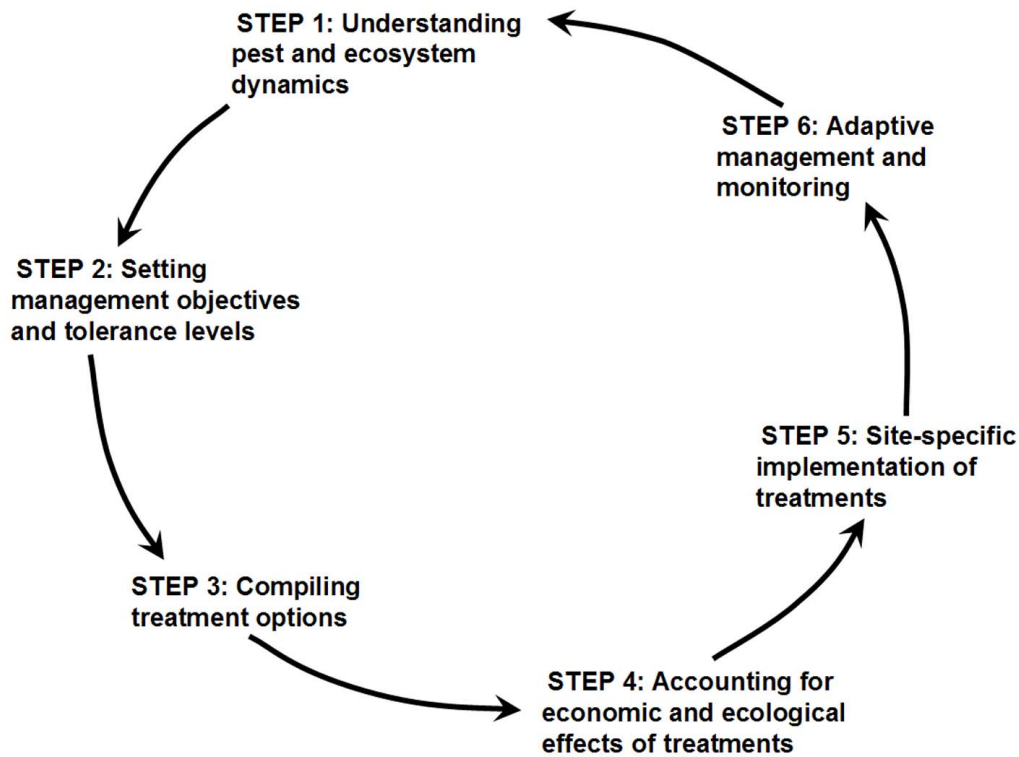 STEP 1: Understanding
pest and ecosystem
dynamics
STEP 2: Setting
management objectives
and tolerance levels
STEP 3: Compiling
treatment options
STEP 4: Accounting for
economic and ecological
effects of treatments
STEP 5: Site-specific
implementation of
treatments
STEP 6: Adaptive
management and
monitoring